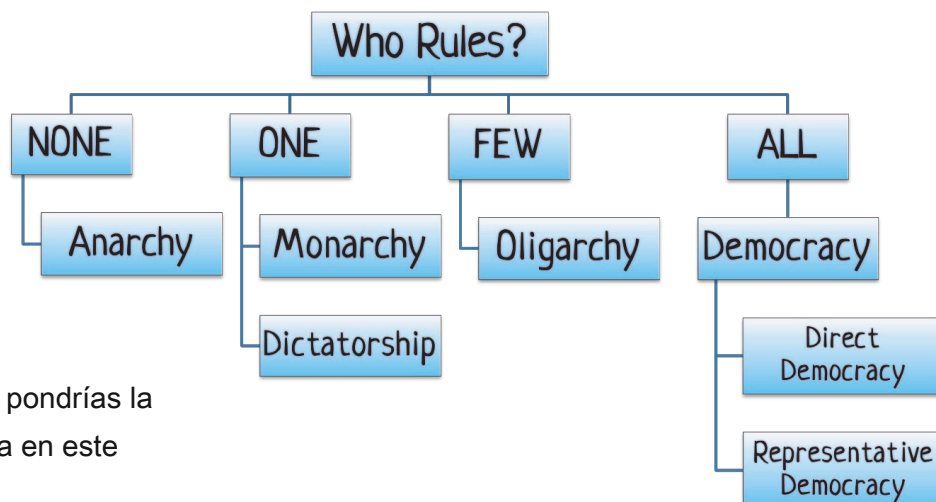 Who Rules?
NONE
ONE
FEW
ALL
Anarchy
Monarchy
Oligarchy
Democracy
Dictatorship
Direct
Democracy
Representative
Democracy
pondrías la
a en este